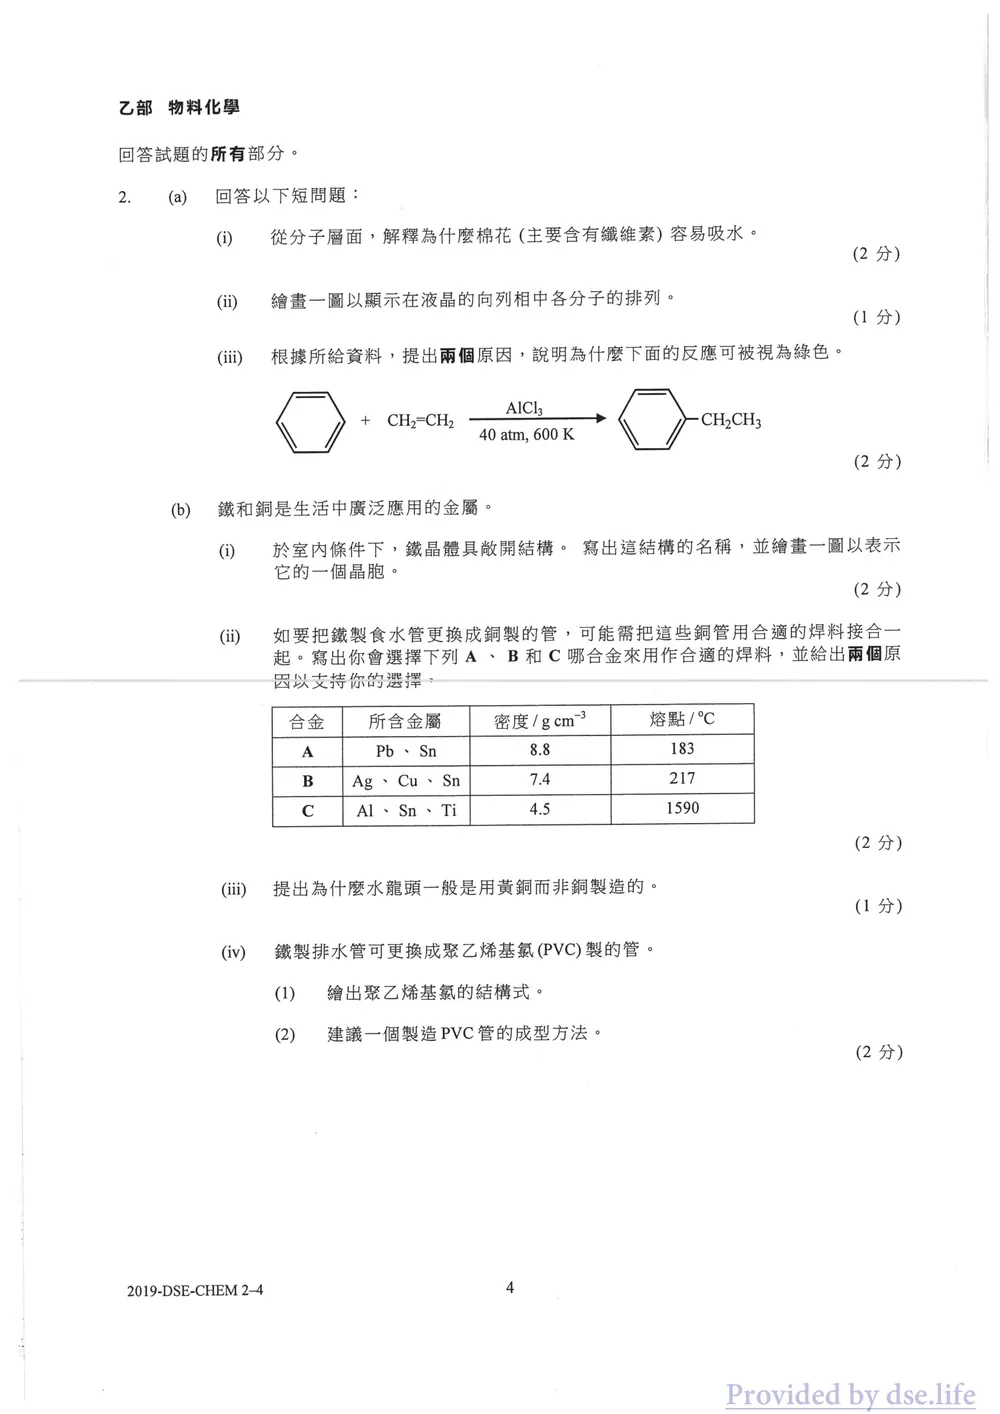 乙部 物料化學
回答試題的所有部分。
2. (a) 回答以下短問題：
(i) 從分子層面，解釋為什麼棉花 (主要含有纖維素) 容易吸水。
(2 分)
(ii) 繪畫一圖以顯示在液晶的向列相中各分子的排列。
(1 分)
(iii) 根據所給資料，提出兩個原因，說明為什麼下面的反應可被視為綠色。
+ CH₂=CH₂ AlCl₃ CH₂CH₃
40 atm, 600 K
(2 分)
(b) 鐵和銅是生活中廣泛應用的金屬。
(i) 於室內條件下，鐵晶體具敞開結構。 寫出這結構的名稱，並繪畫一圖以表示
它的一個晶胞。
(2 分)
(ii) 如要把鐵製食水管更換成銅製的管，可能需把這些銅管用合適的焊料接合一
起。寫出你會選擇下列 A 、 B 和 C 哪合金來用作合適的焊料，並給出兩個原
因以支持你的選擇。
合金 所含金屬 密度 / g cm⁻³ 熔點 / °C
A Pb 、 Sn 8.8 183
B Ag 、 Cu 、 Sn 7.4 217
C Al 、 Sn 、 Ti 4.5 1590
(2 分)
(iii) 提出為什麼水龍頭一般是用黃銅而非銅製造的。
(1 分)
(iv) 鐵製排水管可更換成聚乙烯基氯 (PVC) 製的管。
(1) 繪出聚乙烯基氯的結構式。
(2) 建議一個製造 PVC 管的成型方法。
(2 分)
2019-DSE-CHEM 2–4 4
Provided by dse.life